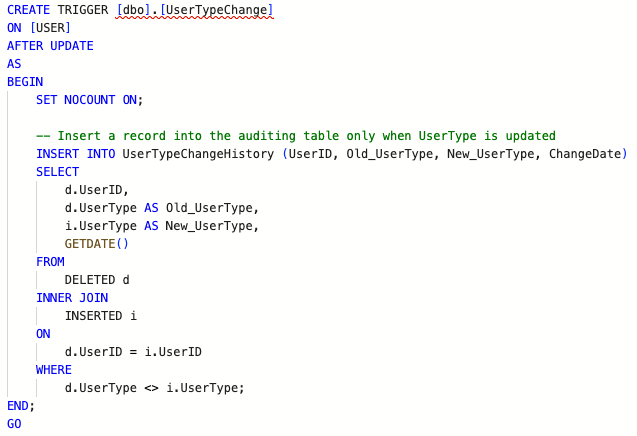 CREATE TRIGGER [dbo].[UserTypeChange]
ON [USER]
AFTER UPDATE
AS
BEGIN
    SET NOCOUNT ON;

    -- Insert a record into the auditing table only when UserType is updated
    INSERT INTO UserTypeChangeHistory (UserID, Old_UserType, New_UserType, ChangeDate)
    SELECT
        d.UserID,
        d.UserType AS Old_UserType,
        i.UserType AS New_UserType,
        GETDATE()
    FROM
        DELETED d
    INNER JOIN
        INSERTED i
    ON
        d.UserID = i.UserID
    WHERE
        d.UserType <> i.UserType;
END;
GO